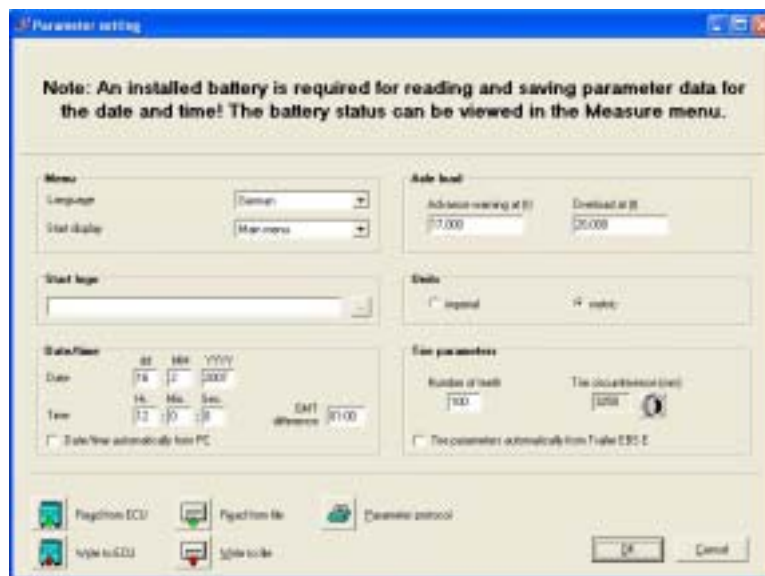 Parameter setting
Note: An installed battery is required for reading and saving parameter data for
the date and time! The battery status can be viewed in the Measure menu.
Menu
Language German
Start display Main menu
Axle load
Advance warning at (t) Overload at (t)
17,000 20,000
Start logo
...
Units
imperial metric
Date/time
dd MM YYYY
Date 16 2 2007
Hr. Min. Sec.
Time 12 : 0 : 0 GMT difference 01:00
Date/time automatically from PC
Tire parameters
Number of teeth Tire circumference (mm)
100
Tire parameters automatically from Trailer EBS E
Read from ECU Read from file Parameter protocol
Write to ECU Write to file OK Cancel